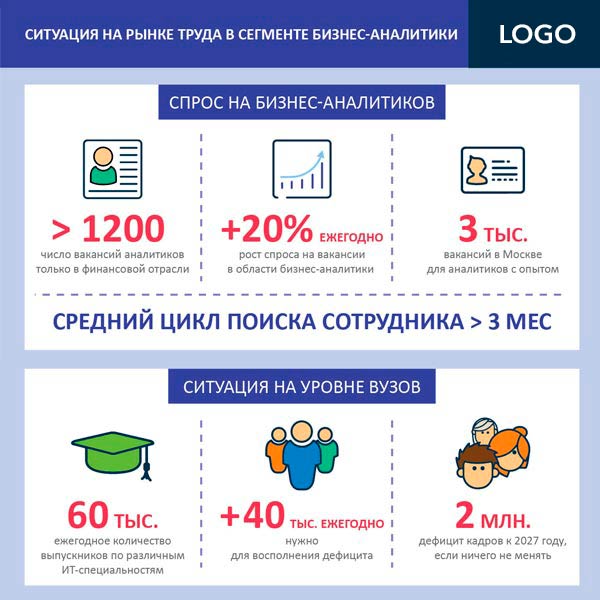 СИТУАЦИЯ НА РЫНКЕ ТРУДА В СЕГМЕНТЕ БИЗНЕС-АНАЛИТИКИ
LOGO
СПРОС НА БИЗНЕС-АНАЛИТИКОВ
> 1200
число вакансий аналитиков
только в финансовой отрасли
+20% ЕЖЕГОДНО
рост спроса на вакансии
в области бизнес-аналитики
3 ТЫС.
вакансий в Москве
для аналитиков с опытом
СРЕДНИЙ ЦИКЛ ПОИСКА СОТРУДНИКА > 3 МЕС
СИТУАЦИЯ НА УРОВНЕ ВУЗОВ
60 ТЫС.
ежегодное количество
выпускников по различным
ИТ-специальностям
+40 ТЫС. ЕЖЕГОДНО
нужно
для восполнения дефицита
2 МЛН.
дефицит кадров к 2027 году,
если ничего не менять